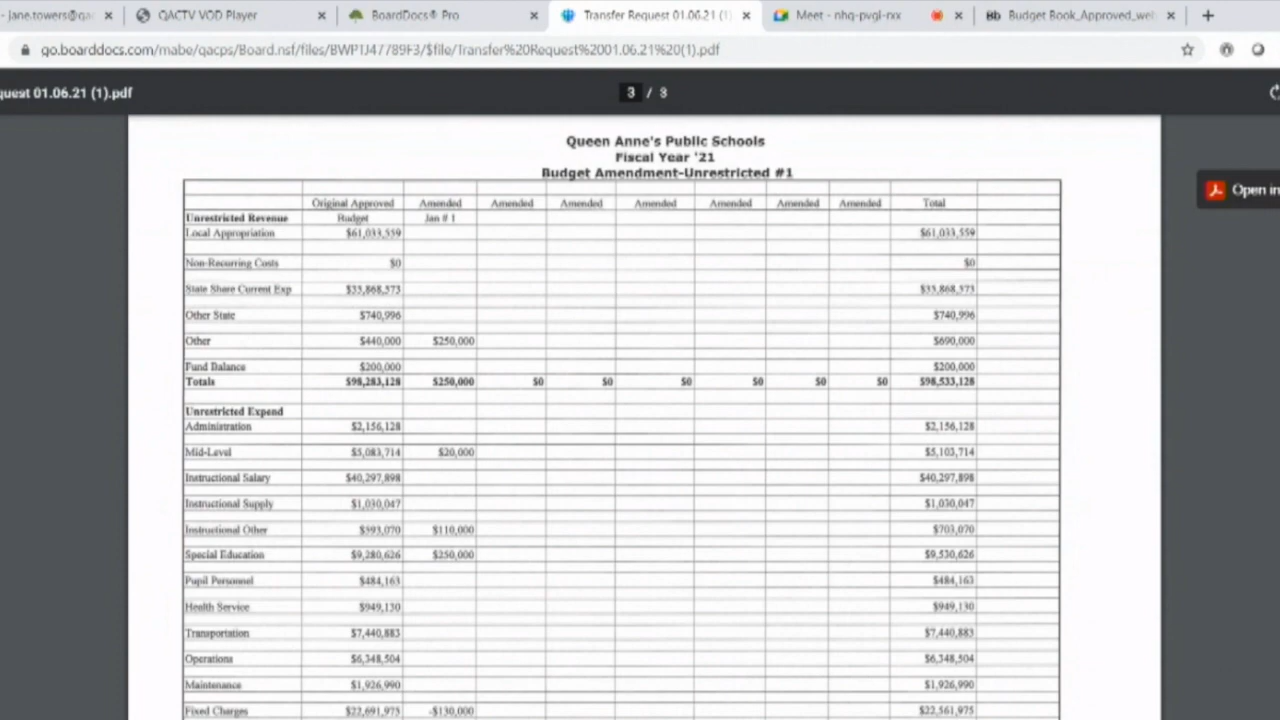 - jane.towers@qa QACTV VOD Player BoardDocs® Pro Transfer Request 01.06.21 (1) Meet - nhq-pvgi-nxx Bb Budget Book_Approved_we
go.boarddocs.com/mabe/qacps/Board.nsf/files/BWP1J47789F3/$file/Transfer%20Request%2001.06.21%20(1).pdf
quest 01.06.21 (1).pdf 3 / 3
Queen Anne's Public Schools
Fiscal Year '21
Budget Amendment-Unrestricted #1
Open in
Original Approved Amended Amended Amended Amended Amended Amended Amended Total
Unrestricted Revenue Budget Jan # 1
Local Appropriation $61,033,559 $61,033,559
Non-Recurring Costs $0 $0
State Share Current Exp $33,868,573 $33,868,573
Other State $740,996 $740,996
Other $440,000 $250,000 $690,000
Fund Balance $200,000 $200,000
Totals $98,283,128 $250,000 $0 $0 $0 $0 $0 $0 $98,533,128
Unrestricted Expend
Administration $2,156,128 $2,156,128
Mid-Level $5,083,714 $20,000 $5,103,714
Instructional Salary $40,297,898 $40,297,898
Instructional Supply $1,030,047 $1,030,047
Instructional Other $593,070 $110,000 $703,070
Special Education $9,280,626 $250,000 $9,530,626
Pupil Personnel $484,163 $484,163
Health Service $949,130 $949,130
Transportation $7,440,883 $7,440,883
Operations $6,348,504 $6,348,504
Maintenance $1,926,990 $1,926,990
Fixed Charges $22,691,975 -$130,000 $22,561,975